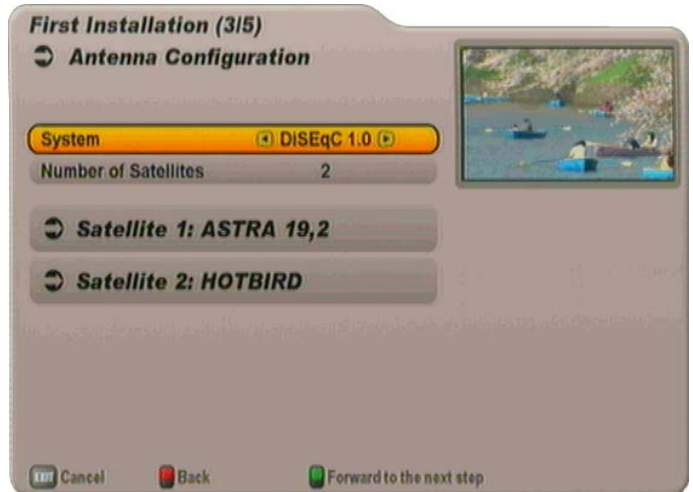 First Installation (3/5)
Antenna Configuration
System DiSEqC 1.0
Number of Satellites 2
Satellite 1: ASTRA 19,2
Satellite 2: HOTBIRD
EXIT Cancel Back Forward to the next step